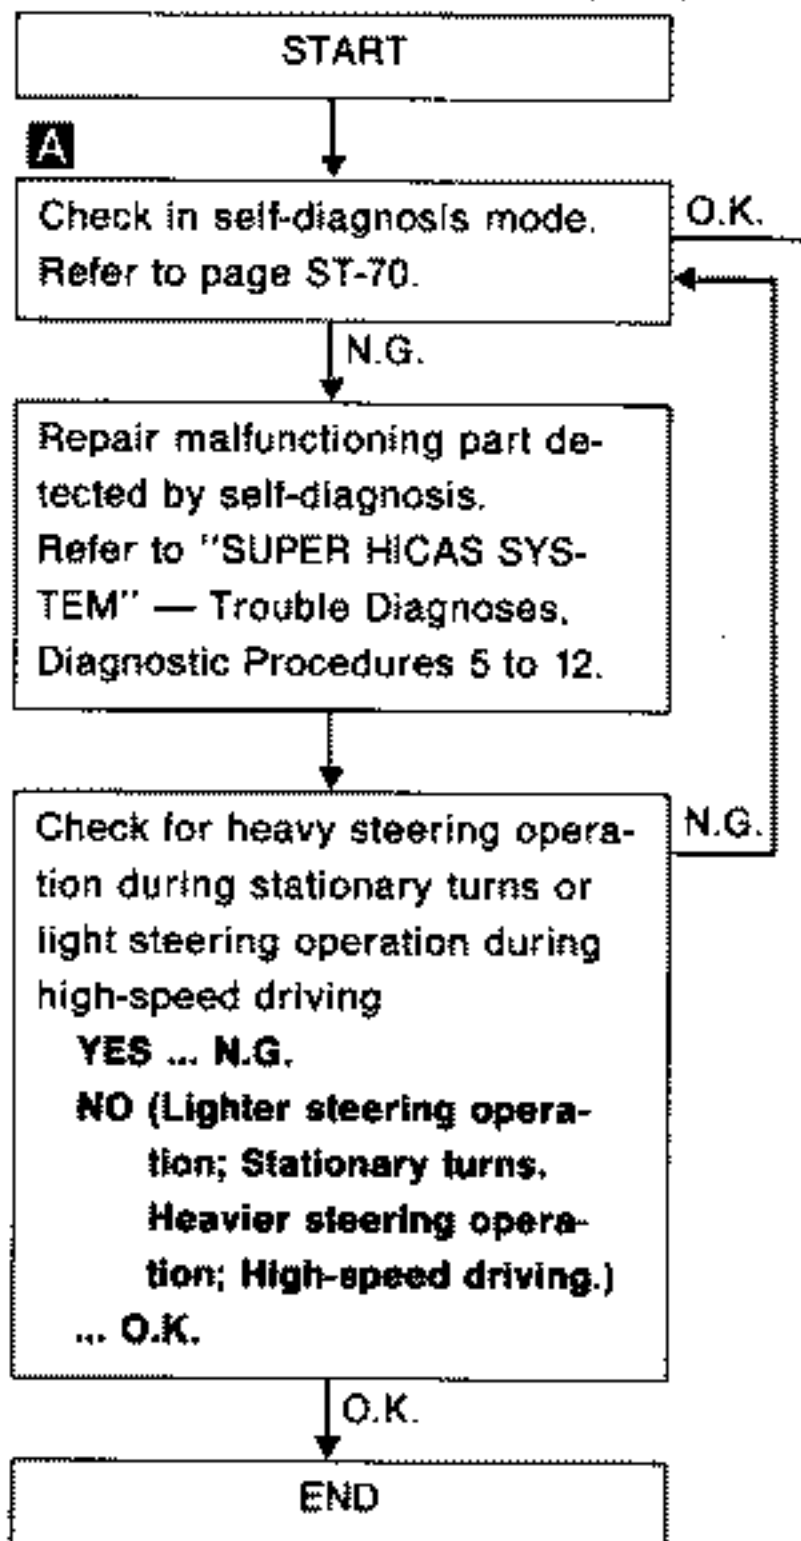 START
A
Check in self-diagnosis mode.
Refer to page ST-70.
O.K.
N.G.
Repair malfunctioning part de-
tected by self-diagnosis.
Refer to "SUPER HICAS SYS-
TEM" — Trouble Diagnoses,
Diagnostic Procedures 5 to 12.
Check for heavy steering opera-
tion during stationary turns or
light steering operation during
high-speed driving
YES ... N.G.
NO (Lighter steering opera-
tion; Stationary turns.
Heavier steering opera-
tion; High-speed driving.)
... O.K.
N.G.
O.K.
END